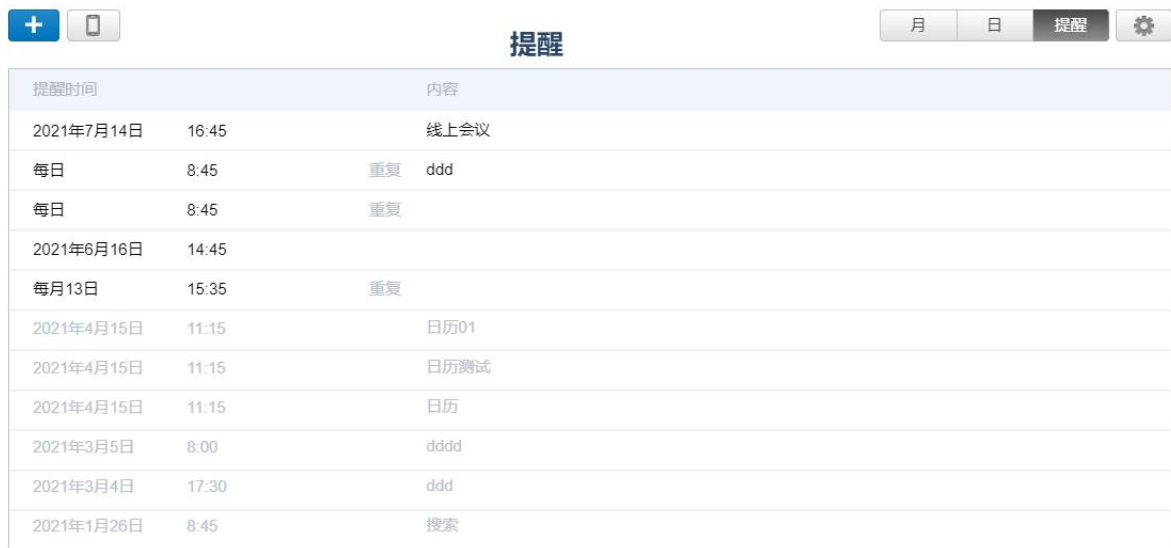 月 日 提醒
提醒
提醒时间 内容
2021年7月14日 16:45 线上会议
每日 8:45 重复 ddd
每日 8:45 重复
2021年6月16日 14:45
每月13日 15:35 重复
2021年4月15日 11:15 日历01
2021年4月15日 11:15 日历测试
2021年4月15日 11:15 日历
2021年3月5日 8:00 dddd
2021年3月4日 17:30 ddd
2021年1月26日 8:45 搜索